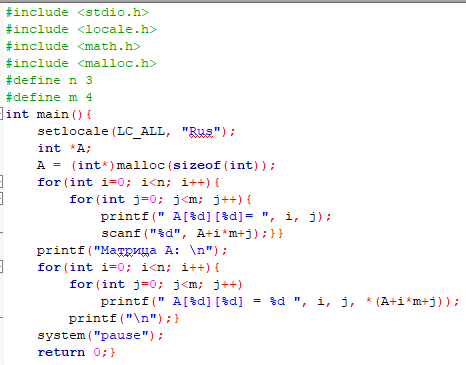 #include <stdio.h>
#include <locale.h>
#include <math.h>
#include <malloc.h>
#define n 3
#define m 4
int main(){
    setlocale(LC_ALL, "Rus");
    int *A;
    A = (int*)malloc(sizeof(int));
    for(int i=0; i<n; i++){
        for(int j=0; j<m; j++){
            printf(" A[%d][%d]= ", i, j);
            scanf("%d", A+i*m+j);}}
    printf("Матрица А: \n");
    for(int i=0; i<n; i++){
        for(int j=0; j<m; j++)
            printf(" A[%d][%d] = %d ", i, j, *(A+i*m+j));
        printf("\n");}
    system("pause");
    return 0;}